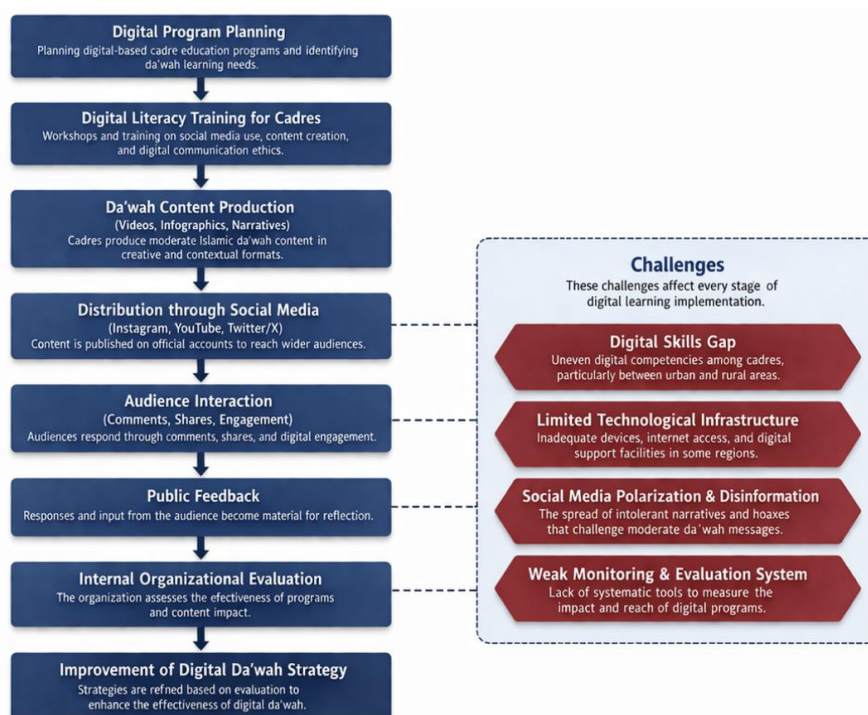 Digital Program Planning
Planning digital-based cadre education programs and identifying
da'wah learning needs.
Digital Literacy Training for Cadres
Workshops and training on social media use, content creation,
and digital communication ethics.
Da'wah Content Production
(Videos, Infographics, Narratives)
Cadres produce moderate Islamic da'wah content in
creative and contextual formats.
Distribution through Social Media
(Instagram, YouTube, Twitter/X)
Content is published on official accounts to reach wider audiences.
Audience Interaction
(Comments, Shares, Engagement)
Audiences respond through comments, shares, and digital engagement.
Public Feedback
Responses and input from the audience become material for reflection.
Internal Organizational Evaluation
The organization assesses the effectiveness of programs
and content impact.
Improvement of Digital Da'wah Strategy
Strategies are refned based on evaluation to
enhance the effectiveness of digital da'wah.
Challenges
These challenges affect every stage of
digital learning implementation.
Digital Skills Gap
Uneven digital competencies among cadres,
particularly between urban and rural areas.
Limited Technological Infrastructure
Inadequate devices, internet access, and digital
support facilities in some regions.
Social Media Polarization & Disinformation
The spread of intolerant narratives and hoaxes
that challenge moderate da'wah messages.
Weak Monitoring & Evaluation System
Lack of systematic tools to measure the
impact and reach of digital programs.